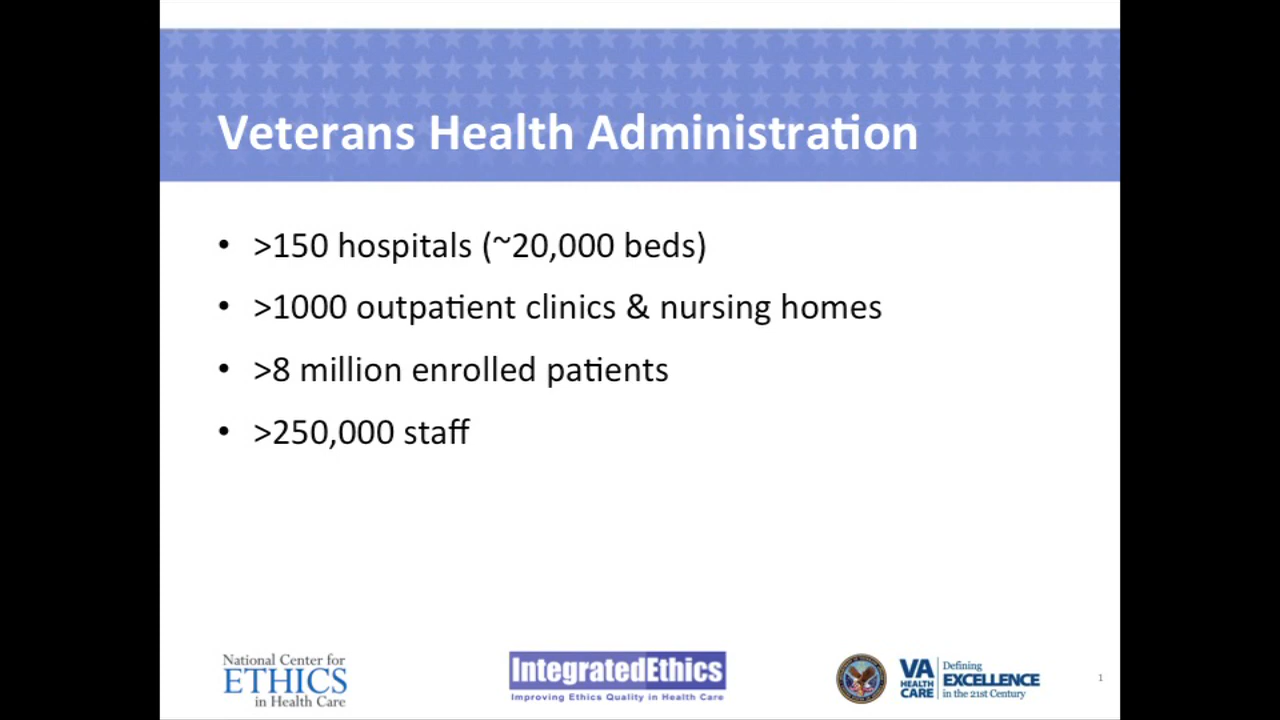 Veterans Health Administration
• >150 hospitals (~20,000 beds)
• >1000 outpatient clinics & nursing homes
• >8 million enrolled patients
• >250,000 staff
National Center for
ETHICS
in Health Care
IntegratedEthics
Improving Ethics Quality in Health Care
VA
HEALTH
CARE
Defining
EXCELLENCE
in the 21st Century
1